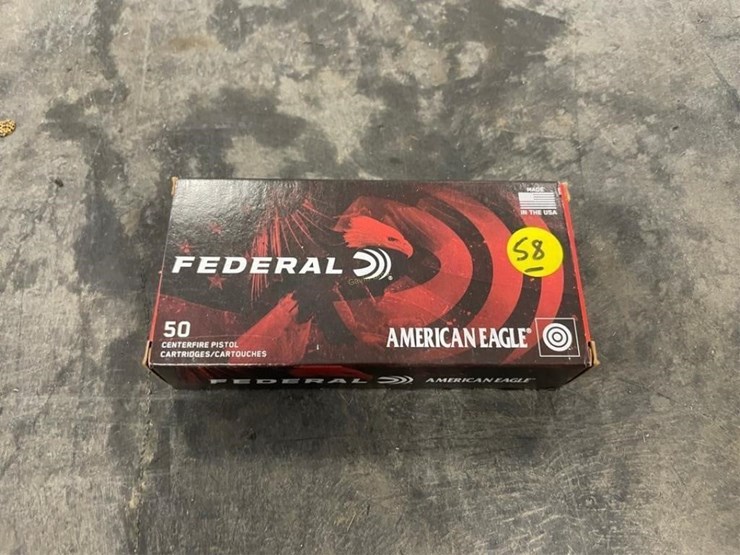 MADE
IN THE USA
58
FEDERAL
50
CENTERFIRE PISTOL
CARTRIDGES/CARTOUCHES
AMERICAN EAGLE®
FEDERAL AMERICAN EAGLE